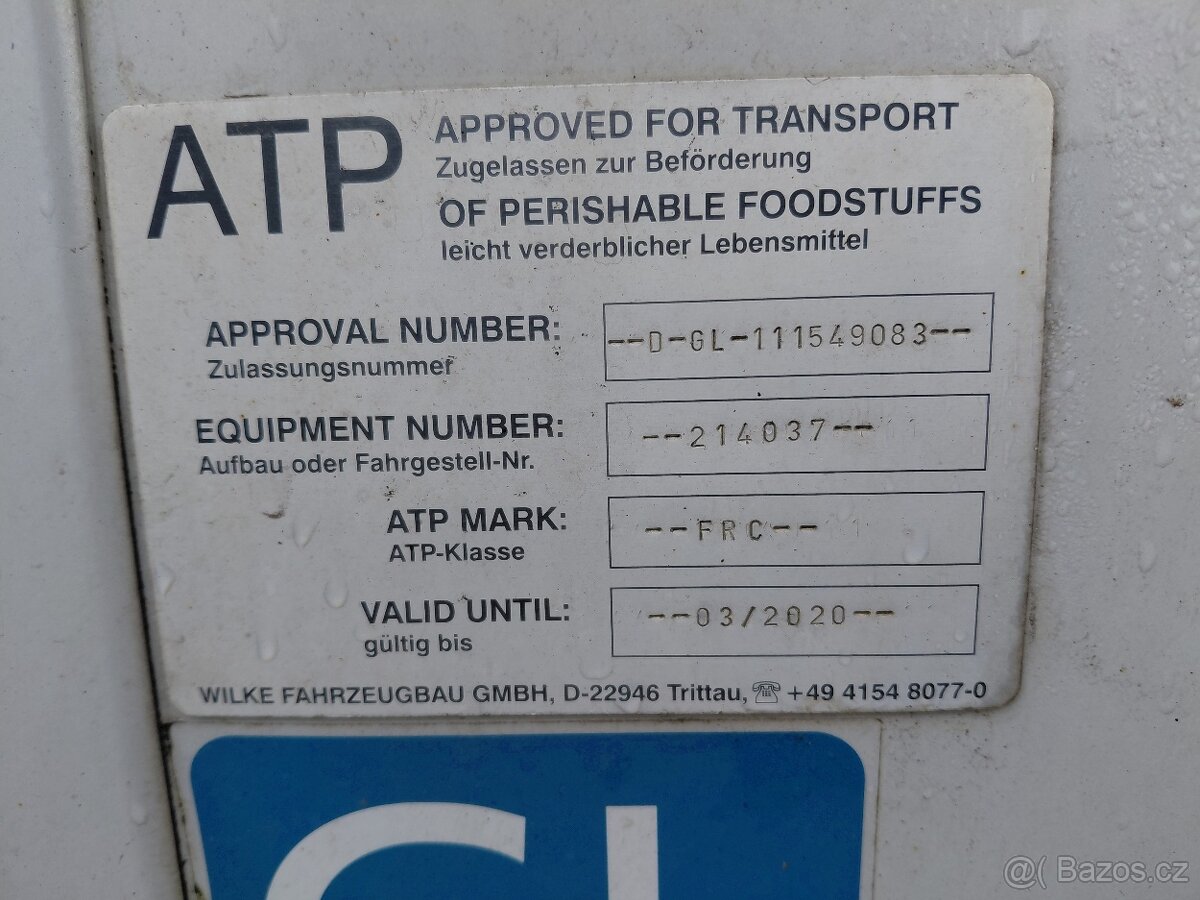 ATP
APPROVED FOR TRANSPORT
Zugelassen zur Beförderung
OF PERISHABLE FOODSTUFFS
leicht verderblicher Lebensmittel
APPROVAL NUMBER: --D-GL-111549083--
Zulassungsnummer
EQUIPMENT NUMBER: --214037--
Aufbau oder Fahrgestell-Nr.
ATP MARK: --FRC--
ATP-Klasse
VALID UNTIL: --03/2020--
gültig bis
WILKE FAHRZEUGBAU GMBH, D-22946 Trittau, ☏ +49 4154 8077-0
@( Bazos.cz